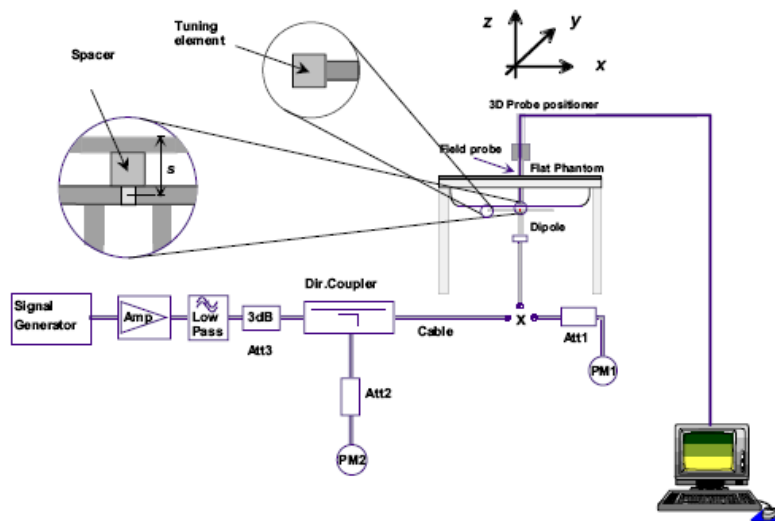 Tuning
element
Spacer
s
z
y
x
3D Probe positioner
Field probe
Flat Phantom
Dipole
Dir.Coupler
Signal
Generator
Amp
Low
Pass
3dB
Att3
Cable
x
Att1
PM1
Att2
PM2